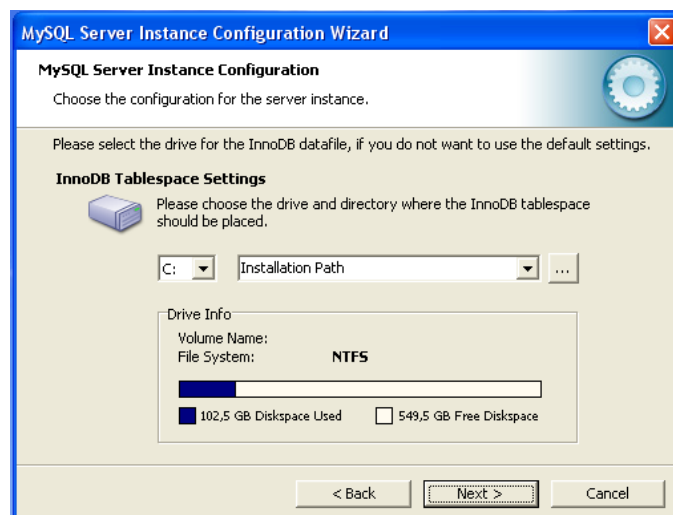 MySQL Server Instance Configuration Wizard
MySQL Server Instance Configuration
Choose the configuration for the server instance.
Please select the drive for the InnoDB datafile, if you do not want to use the default settings.
InnoDB Tablespace Settings
Please choose the drive and directory where the InnoDB tablespace
should be placed.
C: Installation Path ...
Drive Info
Volume Name:
File System: NTFS
102,5 GB Diskspace Used 549,5 GB Free Diskspace
< Back Next > Cancel